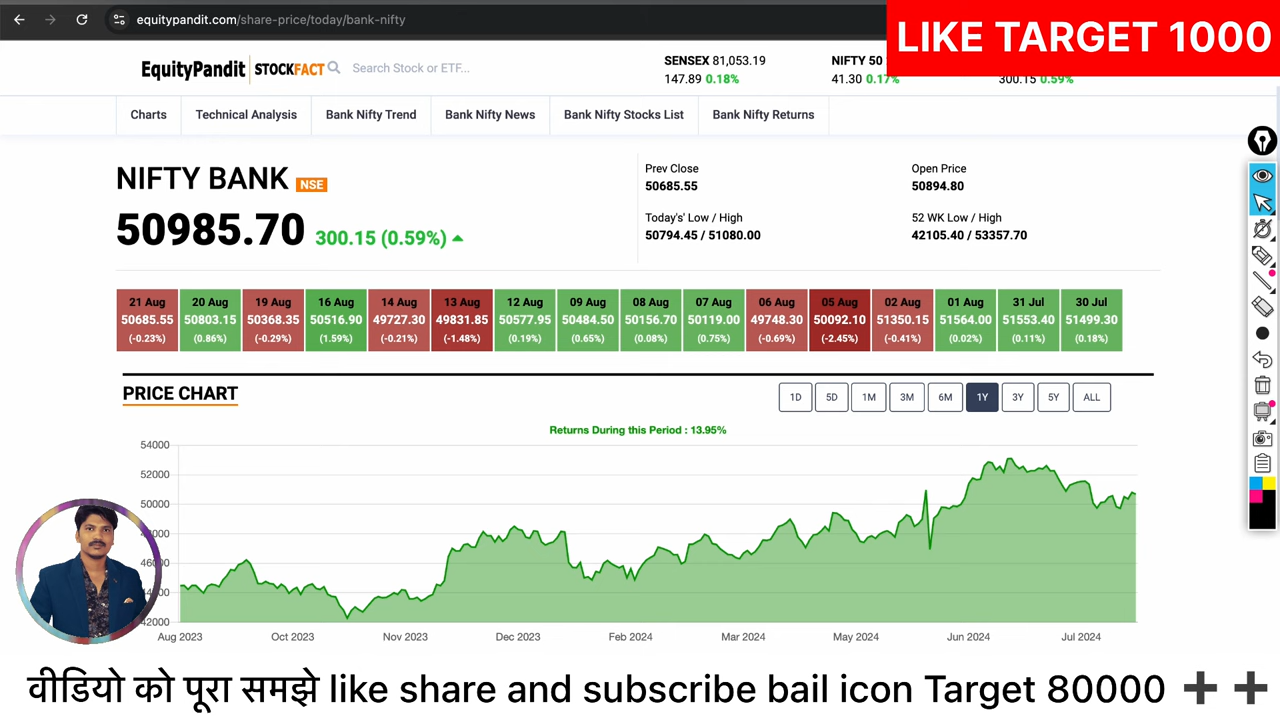 equitypandit.com/share-price/today/bank-nifty
LIKE TARGET 1000
EquityPandit STOCKFACT Search Stock or ETF...
SENSEX 81,053.19 NIFTY 50
147.89 0.18% 41.30 0.17% 300.15 0.59%
Charts Technical Analysis Bank Nifty Trend Bank Nifty News Bank Nifty Stocks List Bank Nifty Returns
NIFTY BANK NSE
50985.70 300.15 (0.59%)
Prev Close Open Price
50685.55 50894.80
Today's' Low / High 52 WK Low / High
50794.45 / 51080.00 42105.40 / 53357.70
21 Aug 20 Aug 19 Aug 16 Aug 14 Aug 13 Aug 12 Aug 09 Aug 08 Aug 07 Aug 06 Aug 05 Aug 02 Aug 01 Aug 31 Jul 30 Jul
50685.55 50803.15 50368.35 50516.90 49727.30 49831.85 50577.95 50484.50 50156.70 50119.00 49748.30 50092.10 51350.15 51564.00 51553.40 51499.30
(-0.23%) (0.86%) (-0.29%) (1.59%) (-0.21%) (-1.48%) (0.19%) (0.65%) (0.08%) (0.75%) (-0.69%) (-2.45%) (-0.41%) (0.02%) (0.11%) (0.18%)
PRICE CHART 1D 5D 1M 3M 6M 1Y 3Y 5Y ALL
Returns During this Period : 13.95%
54000
52000
50000
42000
Aug 2023 Oct 2023 Nov 2023 Dec 2023 Feb 2024 Mar 2024 May 2024 Jun 2024 Jul 2024
वीडियो को पूरा समझे like share and subscribe bail icon Target 80000 ➕ ➕